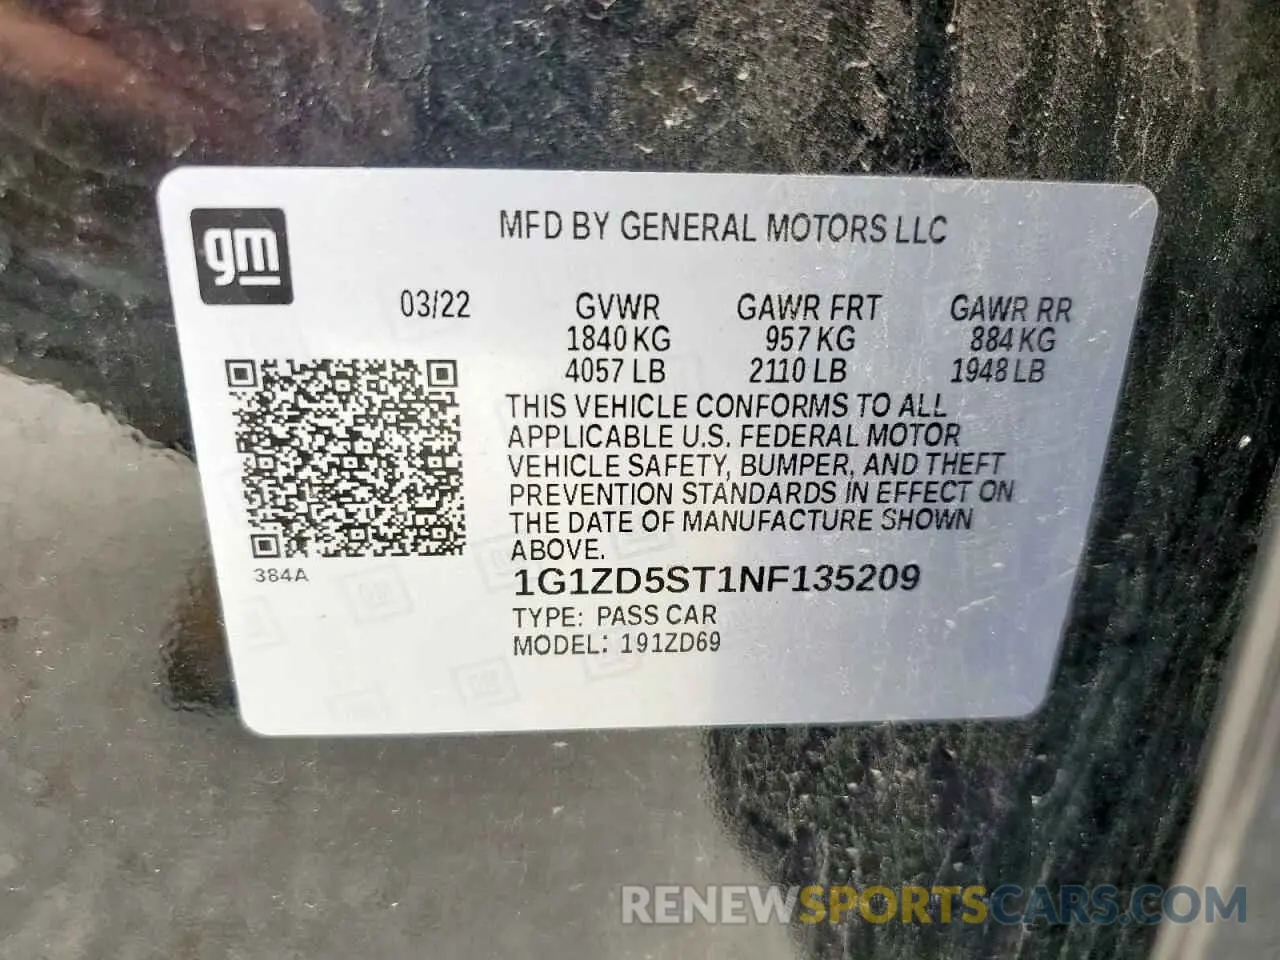 gm
MFD BY GENERAL MOTORS LLC
03/22 GVWR GAWR FRT GAWR RR
1840 KG 957 KG 884 KG
4057 LB 2110 LB 1948 LB
THIS VEHICLE CONFORMS TO ALL
APPLICABLE U.S. FEDERAL MOTOR
VEHICLE SAFETY, BUMPER, AND THEFT
PREVENTION STANDARDS IN EFFECT ON
THE DATE OF MANUFACTURE SHOWN
ABOVE.
384A
1G1ZD5ST1NF135209
TYPE: PASS CAR
MODEL: 191ZD69
RENEWSPORTSCARS.COM